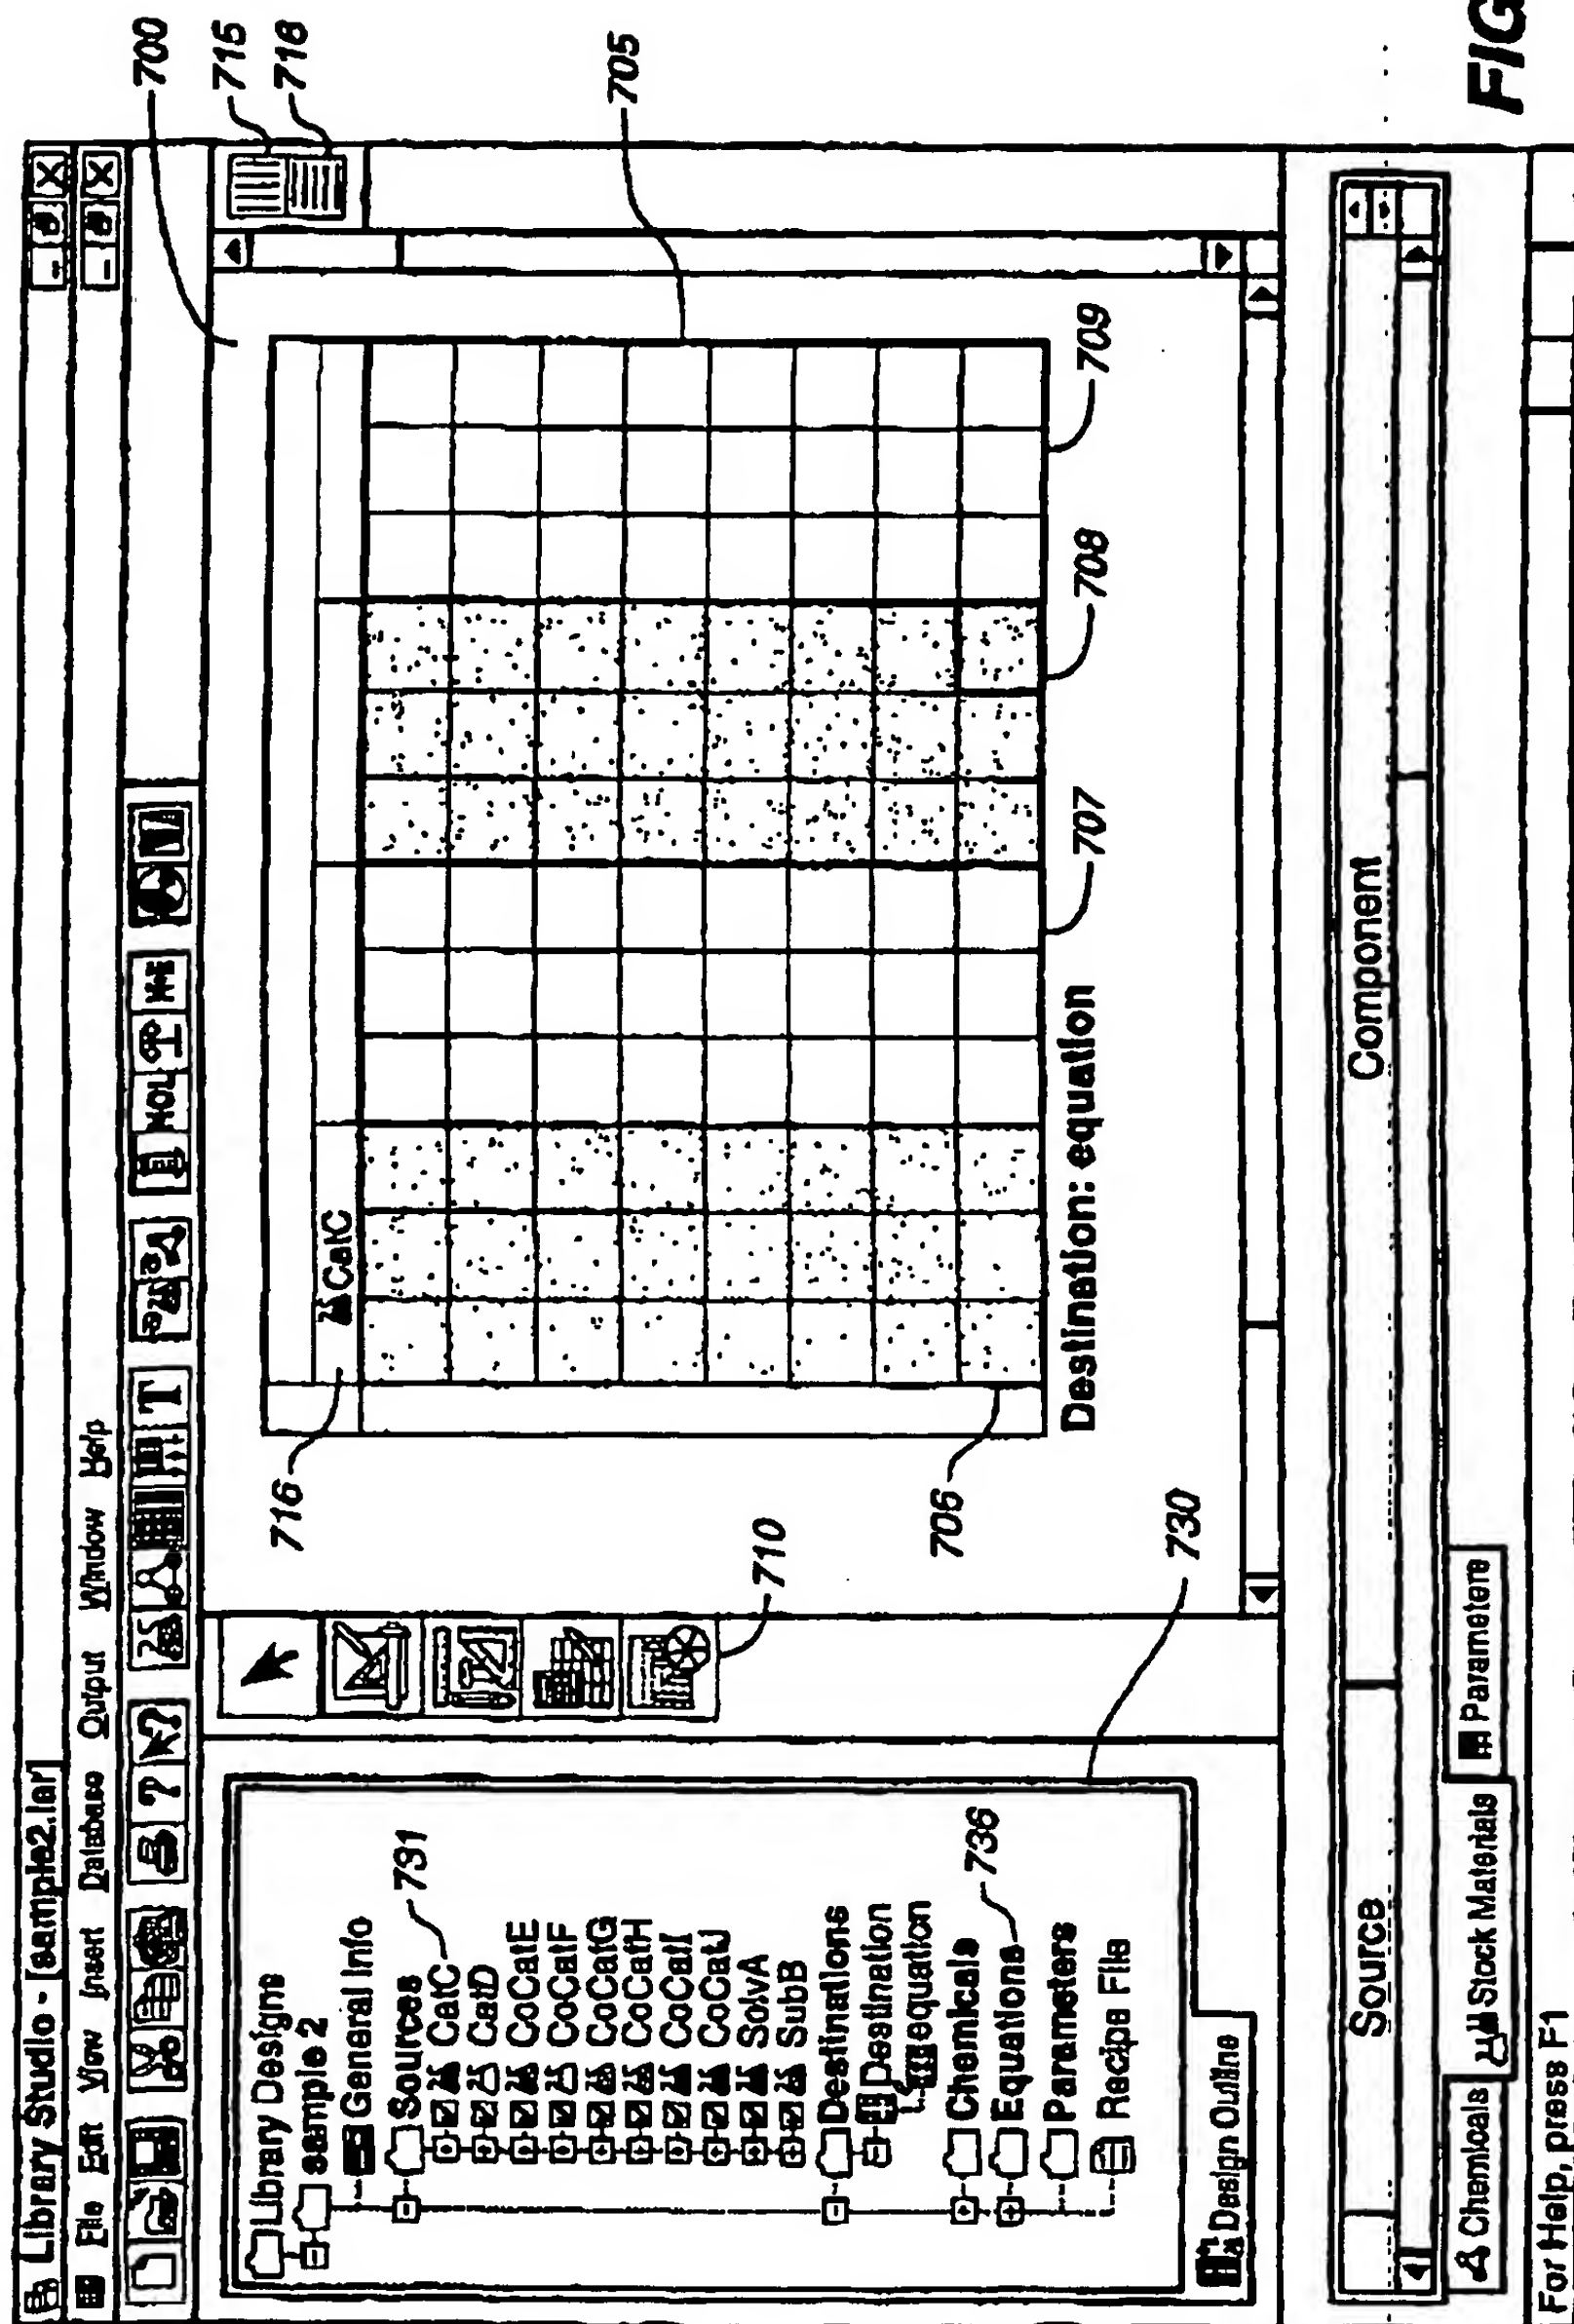 Library Studio - [sample2.lar]
File Edit View Insert Database Output Window Help
MOL
T
700
715
718
Library Designs
sample 2
General Info
Sources
CatC
731
CatD
CoCatE
CoCatF
CoCatG
CoCatH
CoCatI
CoCatJ
SolvA
SubB
Destinations
Destination
equation
Chemicals
Equations
736
Parameters
Recipe File
Design Outline
730
710
716
CatC
705
706
707
708
709
Destination: equation
Source
Component
Chemicals
Stock Materials
Parameters
For Help, press F1
FIG